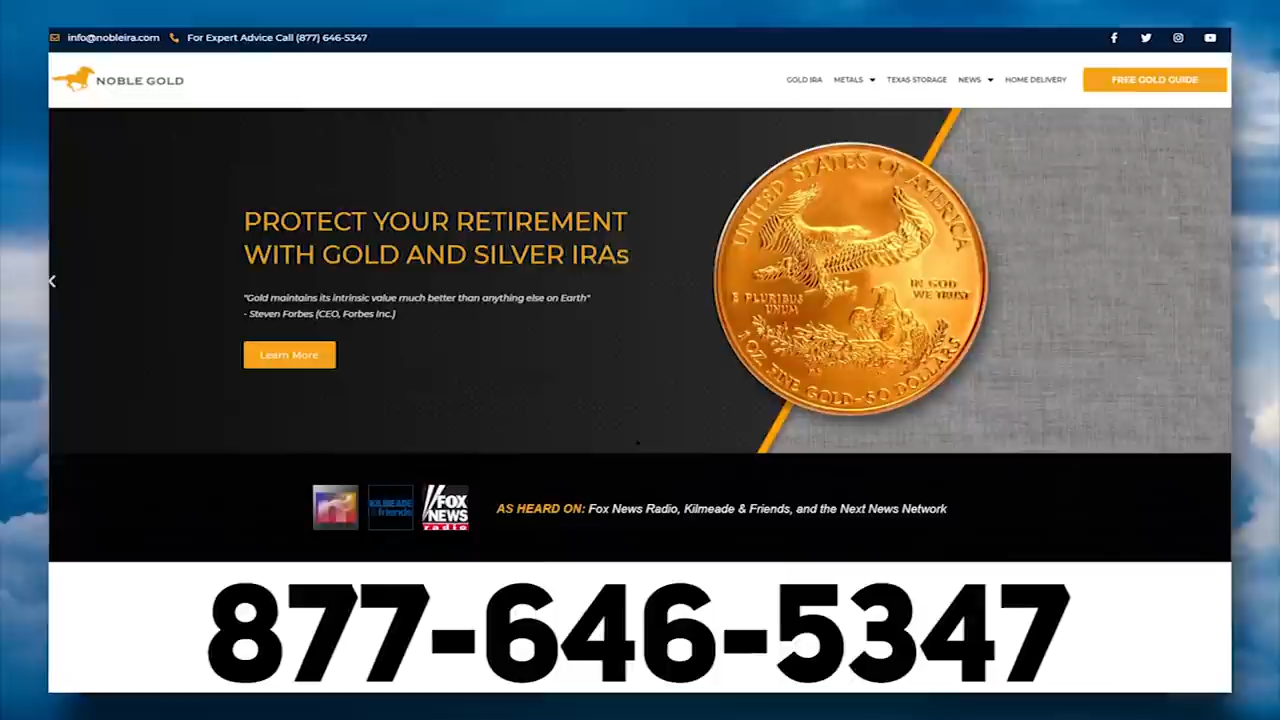 info@nobleira.com For Expert Advice Call (877) 646-5347
NOBLE GOLD
GOLD IRA METALS TEXAS STORAGE NEWS HOME DELIVERY FREE GOLD GUIDE
PROTECT YOUR RETIREMENT
WITH GOLD AND SILVER IRAs
"Gold maintains its intrinsic value much better than anything else on Earth"
- Steven Forbes (CEO, Forbes Inc.)
Learn More
UNITED STATES OF AMERICA
E PLURIBUS
UNUM
IN GOD
WE TRUST
1 OZ. FINE GOLD-50 DOLLARS
KILMEADE
& friends
FOX
NEWS
radio
AS HEARD ON: Fox News Radio, Kilmeade & Friends, and the Next News Network
877-646-5347